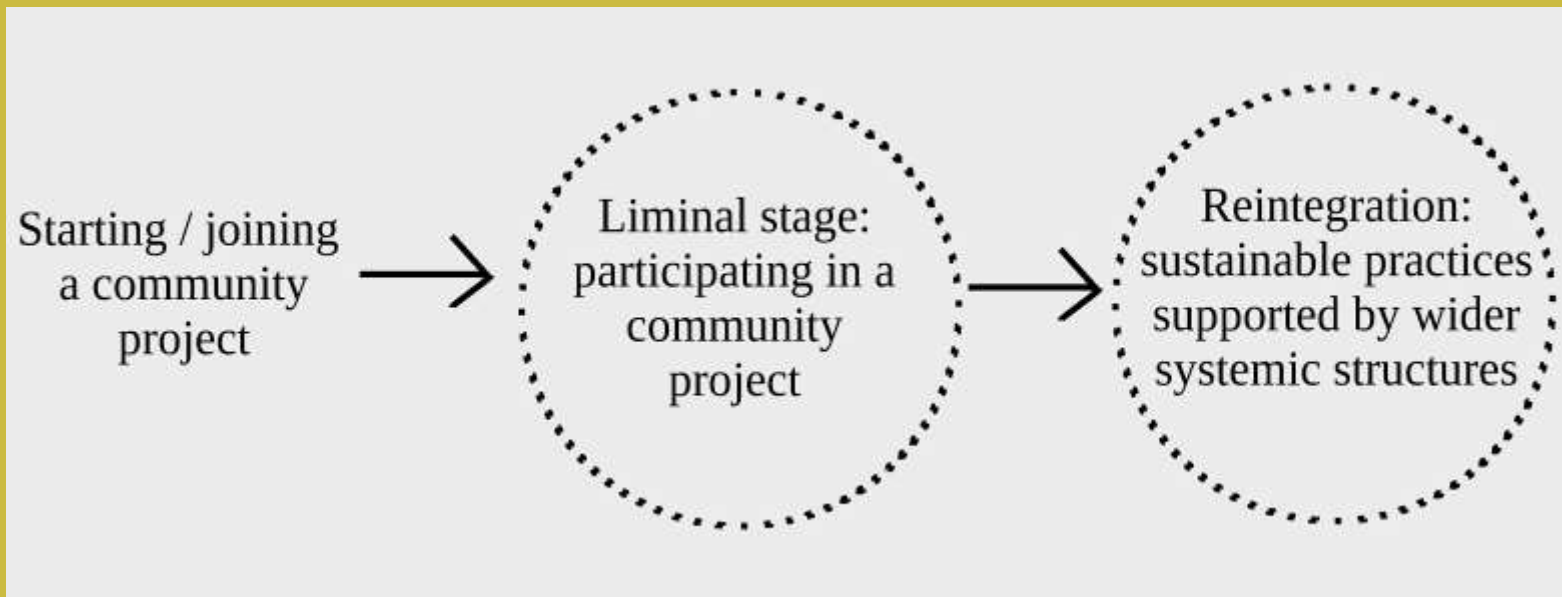 Starting / joining
a community
project
Liminal stage:
participating in a
community
project
Reintegration:
sustainable practices
supported by wider
systemic structures